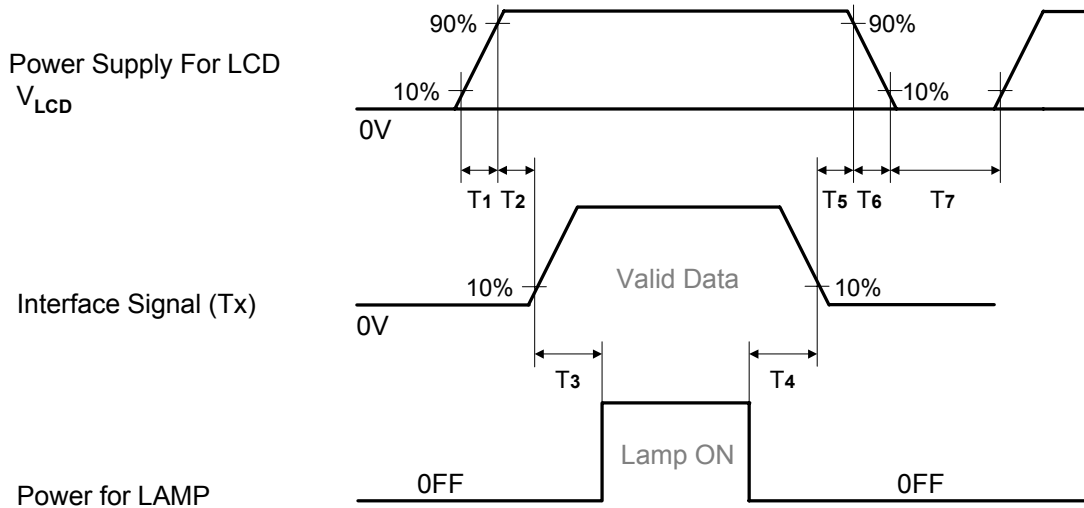 90% 90%
Power Supply For LCD
VLCD
10% 10%
0V
T1 T2 T5 T6 T7
Valid Data
10% 10%
Interface Signal (Tx)
0V
T3 T4
Lamp ON
0FF 0FF
Power for LAMP